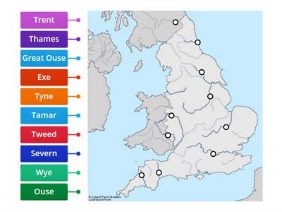 Trent
Thames
Great Ouse
Exe
Tyne
Tamar
Tweed
Severn
Wye
Ouse